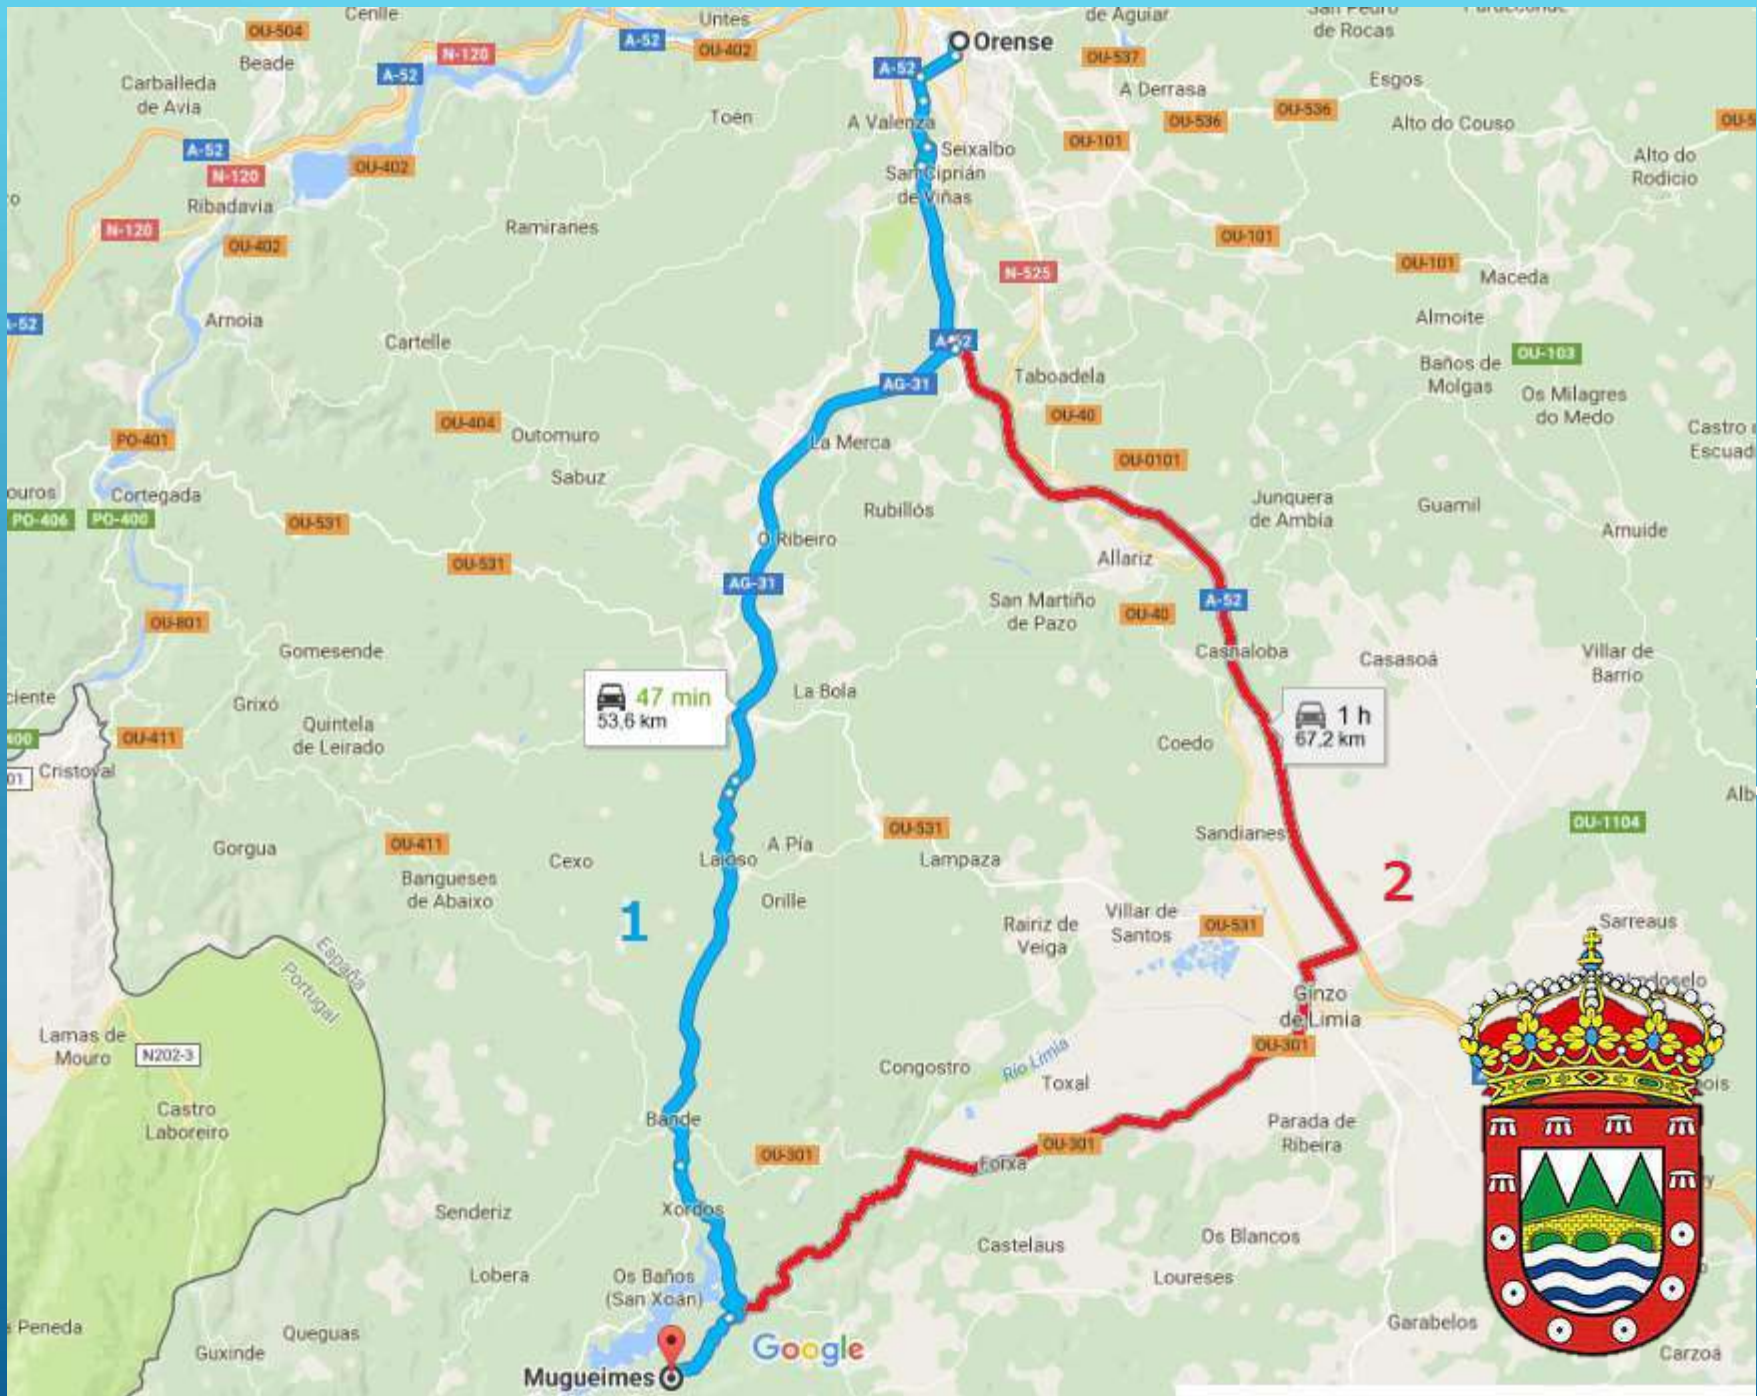 Cenlle
Untes
de Aguiar
San Pedro
de Rocas
OU-504
Beade
N-120
A-52
OU-402
Orense
OU-537
A-52
A-52
Esgos
Carballeda
de Avia
A Derrasa
OU-536
OU-536
Toén
A Valenza
OU-101
Alto do Couso
A-52
OU-402
Seixalbo
Alto do
Rodicio
N-120
San Ciprián
de Viñas
Ribadavia
N-120
OU-402
Ramiranes
OU-101
OU-101
N-525
Maceda
Arnoia
Almoite
Cartelle
A-52
OU-103
Baños de
Molgas
Taboadela
AG-31
Os Milagres
do Medo
OU-40
OU-404
PO-401
Outomuro
La Merca
OU-0101
Sabuz
Cortegada
Junquera
de Ambía
Guamil
Rubillós
PO-406
PO-400
OU-531
Arnuide
O Ribeiro
Allariz
OU-531
AG-31
San Martiño
de Pazo
OU-40
A-52
OU-801
Gomesende
Casnaloba
Casasoá
Villar de
Barrio
47 min
53,6 km
La Bola
1 h
67,2 km
Grixó
Quintela
de Leirado
OU-411
Coedo
Cristoval
OU-1104
OU-531
Sandianes
Gorgua
OU-411
Cexo
A Pía
Laioso
Lampaza
Bangueses
de Abaixo
Orille
1
2
Rairiz de
Veiga
Villar de
Santos
OU-531
Sarreaus
España
Portugal
Ginzo
de Limia
Lamas de
Mouro
N202-3
OU-301
Río Limia
Congostro
Toxal
Castro
Laboreiro
Bande
Parada de
Ribeira
OU-301
OU-301
Forxa
Senderiz
Xordos
Castelaus
Os Blancos
Lobera
Os Baños
(San Xoán)
Loureses
Garabelos
Peneda
Queguas
Guxinde
Google
Carzoá
Mugueimes